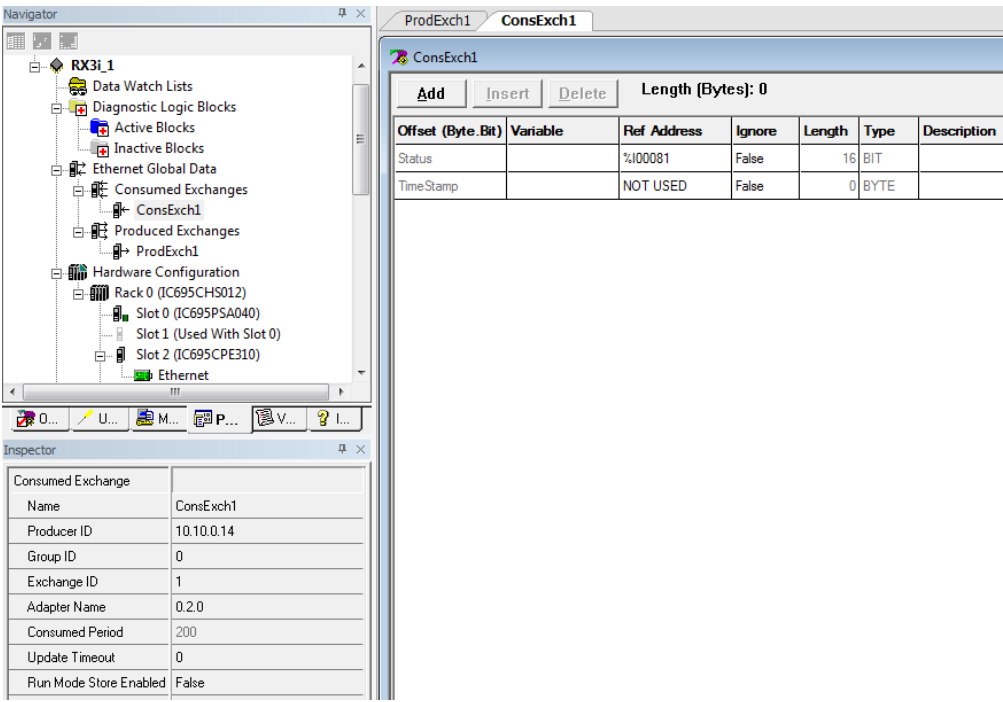 Navigator
RX3i_1
Data Watch Lists
Diagnostic Logic Blocks
Active Blocks
Inactive Blocks
Ethernet Global Data
Consumed Exchanges
ConsExch1
Produced Exchanges
ProdExch1
Hardware Configuration
Rack 0 (IC695CHS012)
Slot 0 (IC695PSA040)
Slot 1 (Used With Slot 0)
Slot 2 (IC695CPE310)
Ethernet
O... U... M... P... V... I...
Inspector
Consumed Exchange
Name ConsExch1
Producer ID 10.10.0.14
Group ID 0
Exchange ID 1
Adapter Name 0.2.0
Consumed Period 200
Update Timeout 0
Run Mode Store Enabled False
ProdExch1 ConsExch1
ConsExch1
Add Insert Delete Length (Bytes): 0
Offset (Byte.Bit) Variable Ref Address Ignore Length Type Description
Status %I00081 False 16 BIT
TimeStamp NOT USED False 0 BYTE